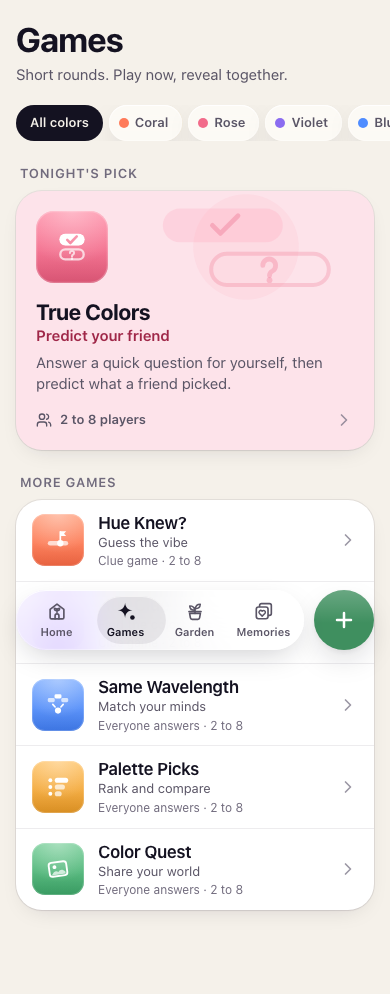 Games
Short rounds. Play now, reveal together.
All colors
Coral
Rose
Violet
TONIGHT'S PICK
?
?
True Colors
Predict your friend
Answer a quick question for yourself, then
predict what a friend picked.
2 to 8 players
MORE GAMES
Hue Knew?
Guess the vibe
Clue game · 2 to 8
Home
Games
Garden
Memories
Same Wavelength
Match your minds
Everyone answers · 2 to 8
Palette Picks
Rank and compare
Everyone answers · 2 to 8
Color Quest
Share your world
Everyone answers · 2 to 8